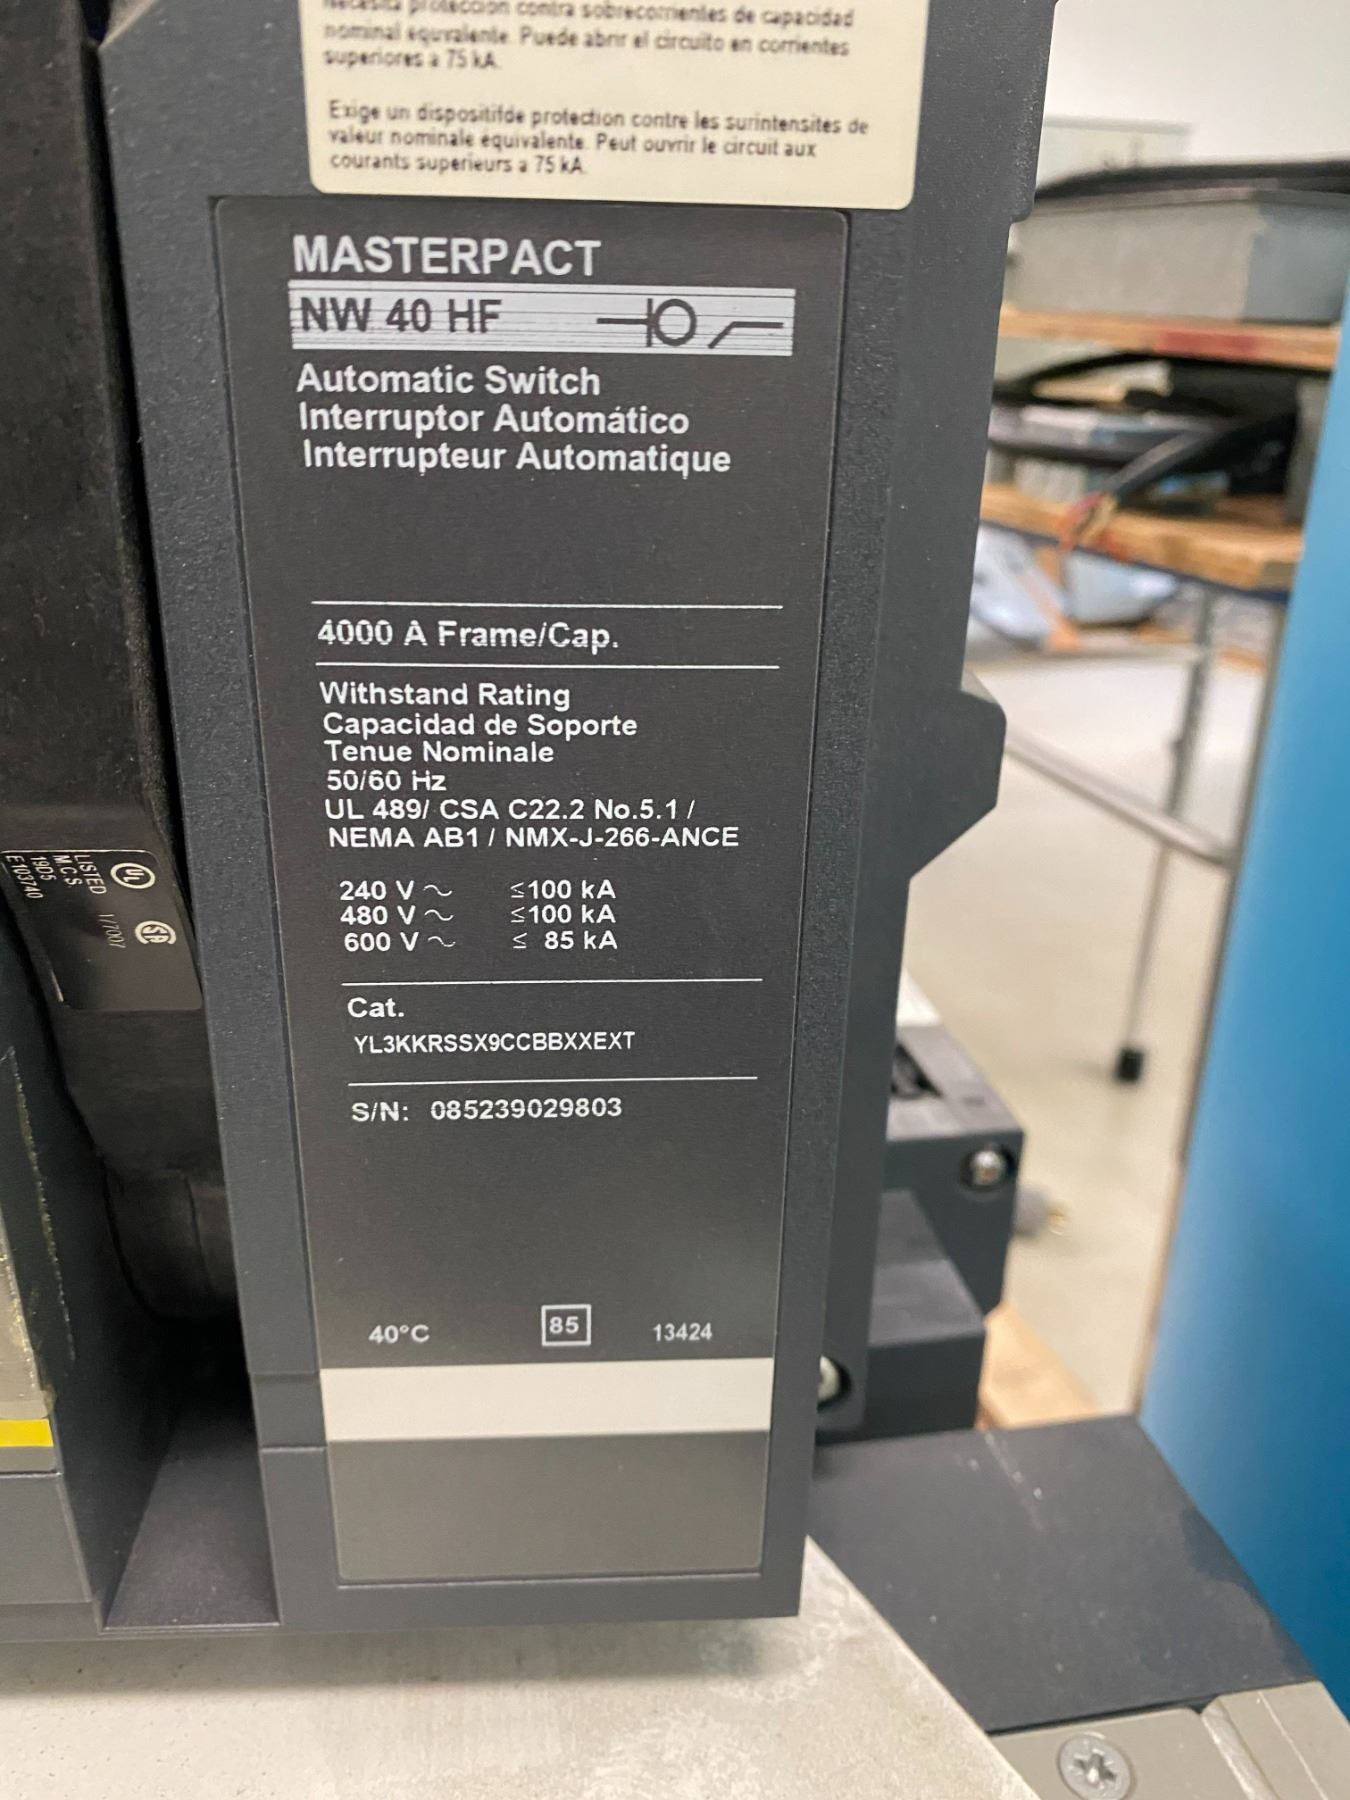 Necesita protección contra sobrecorrientes de capacidad
nominal equvalente. Puede abrir el circuito en corrientes
superiores a 75 kA.
Exige un dispositifde protection contre les surintensites de
valeur nominale equivalente. Peut ouvrir le circuit aux
courants superieurs a 75 kA.
MASTERPACT
NW 40 HF
Automatic Switch
Interruptor Automático
Interrupteur Automatique
4000 A Frame/Cap.
Withstand Rating
Capacidad de Soporte
Tenue Nominale
50/60 Hz
UL 489/ CSA C22.2 No.5.1 /
NEMA AB1 / NMX-J-266-ANCE
240 V ~ ≤100 kA
480 V ~ ≤100 kA
600 V ~ ≤ 85 kA
Cat.
YL3KKRSSX9CCBBXXEXT
S/N: 085239029803
40°C 85 13424
UL
LISTED
M.C.S
19D5
E103740